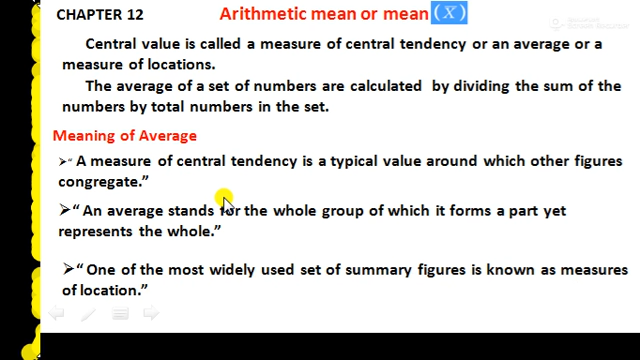 CHAPTER 12
Arithmetic mean or mean (X)
Central value is called a measure of central tendency or an average or a
measure of locations.
The average of a set of numbers are calculated by dividing the sum of the
numbers by total numbers in the set.
Meaning of Average
➢“ A measure of central tendency is a typical value around which other figures
congregate.”
➢“ An average stands for the whole group of which it forms a part yet
represents the whole.”
➢“ One of the most widely used set of summary figures is known as measures
of location.”